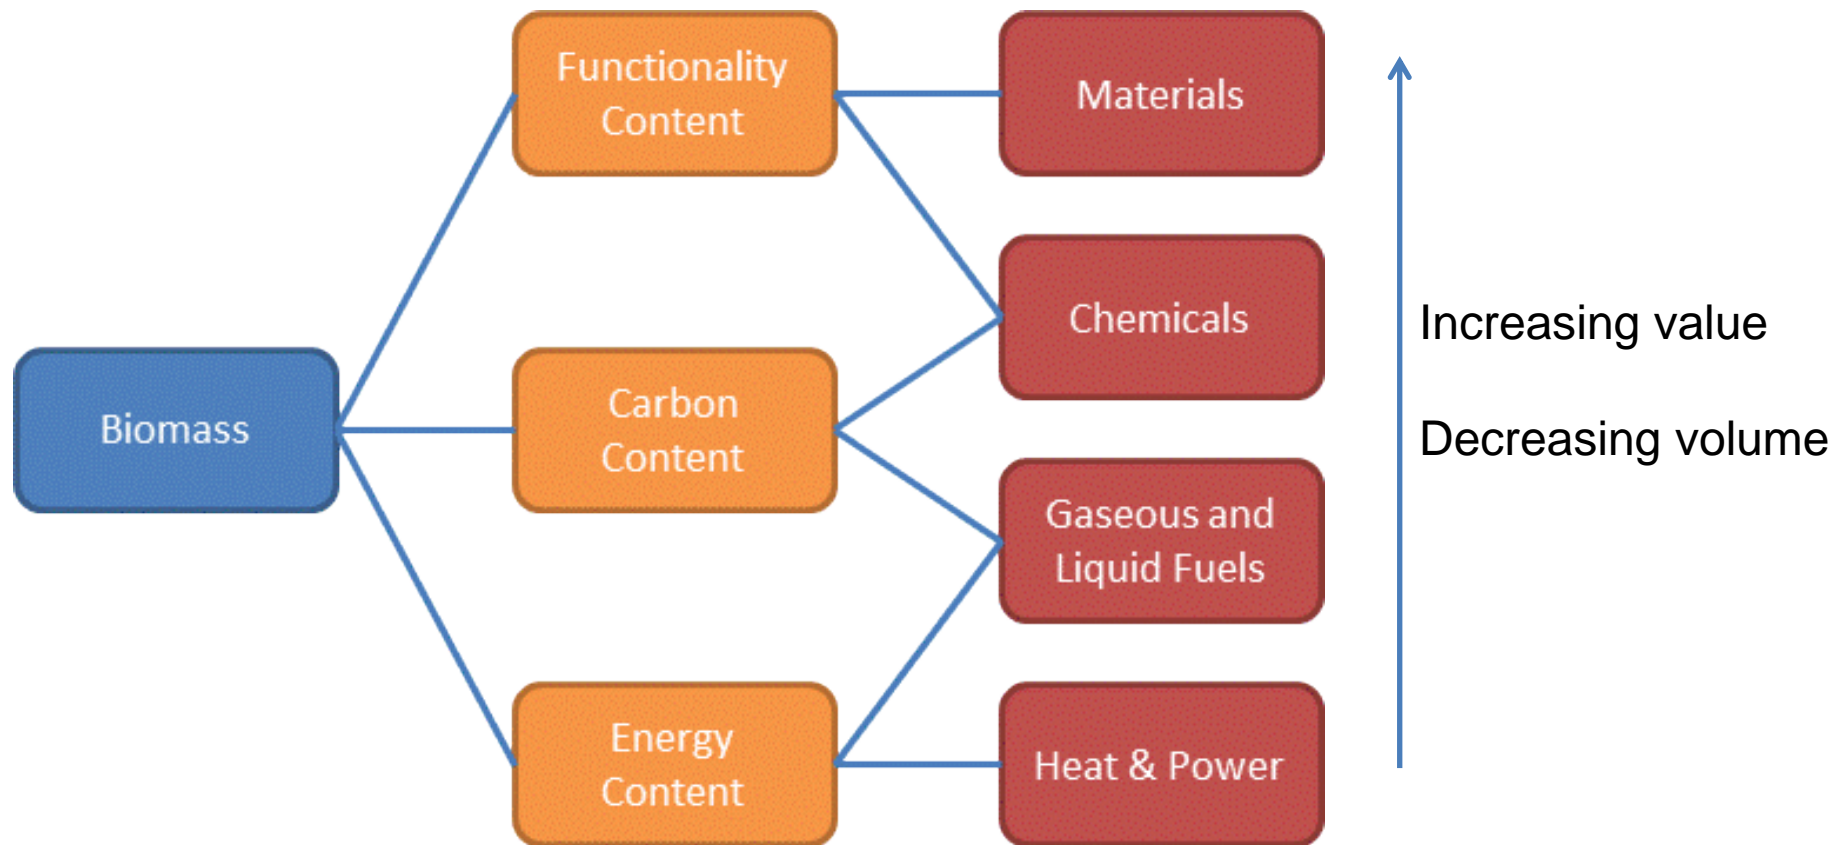 Biomass
Functionality
Content
Carbon
Content
Energy
Content
Materials
Chemicals
Gaseous and
Liquid Fuels
Heat & Power
Increasing value
Decreasing volume